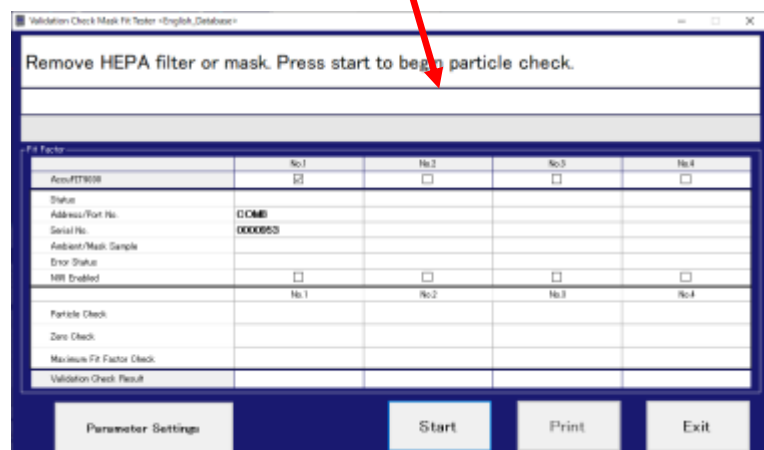 Validation Check Mask Fit Tester <English_Database>
Remove HEPA filter or mask. Press start to begin particle check.
Fit Factor
No.1 No.2 No.3 No.4
AccuFIT9000
Status
Address/Port No. COM8
Serial No. 0000953
Ambient/Mask Sample
Error Status
N99 Enabled
No.1 No.2 No.3 No.4
Particle Check
Zero Check
Maximum Fit Factor Check
Validation Check Result
Parameter Settings Start Print Exit